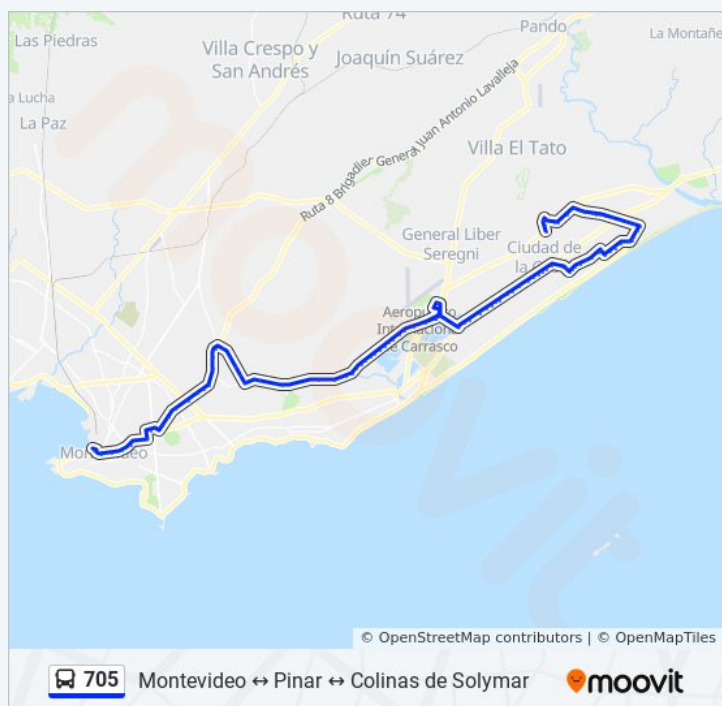 Ruta 74
Pando
La Montañe
Las Piedras
Villa Crespo y
San Andrés
Joaquín Suárez
a Lucha
La Paz
Villa El Tato
Ruta 8 Brigadier General Juan Antonio Lavalleja
General Liber
Seregni
Ciudad de
Aeropuerto
de Carrasco
moovit
© OpenStreetMap contributors | © OpenMapTiles
705 Montevideo ↔ Pinar ↔ Colinas de Solymar moovit